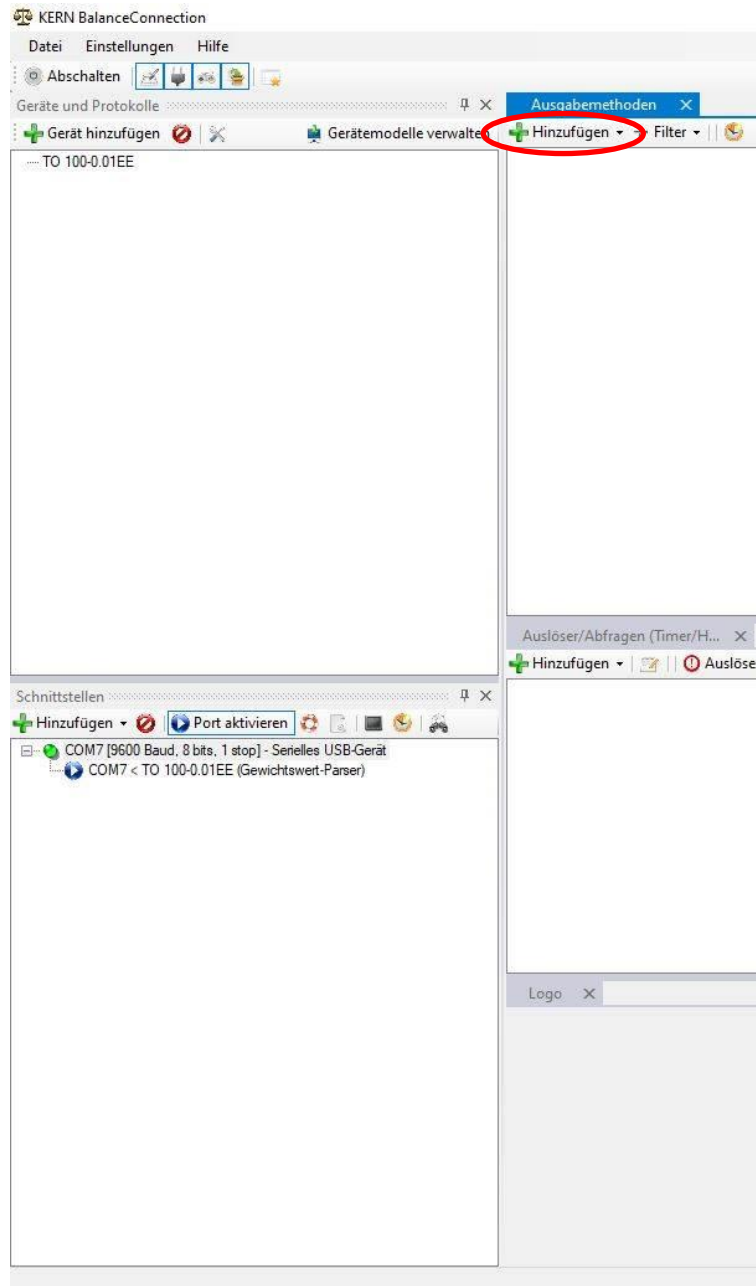 KERN BalanceConnection
Datei Einstellungen Hilfe
Abschalten
Geräte und Protokolle
Gerät hinzufügen Gerätemodelle verwalten
TO 100-0.01EE
Schnittstellen
Hinzufügen Port aktivieren
COM7 [9600 Baud, 8 bits, 1 stop] - Serielles USB-Gerät
COM7 < TO 100-0.01EE (Gewichtswert-Parser)
Ausgabemethoden
Hinzufügen Filter
Auslöser/Abfragen (Timer/H...
Hinzufügen Auslöse
Logo